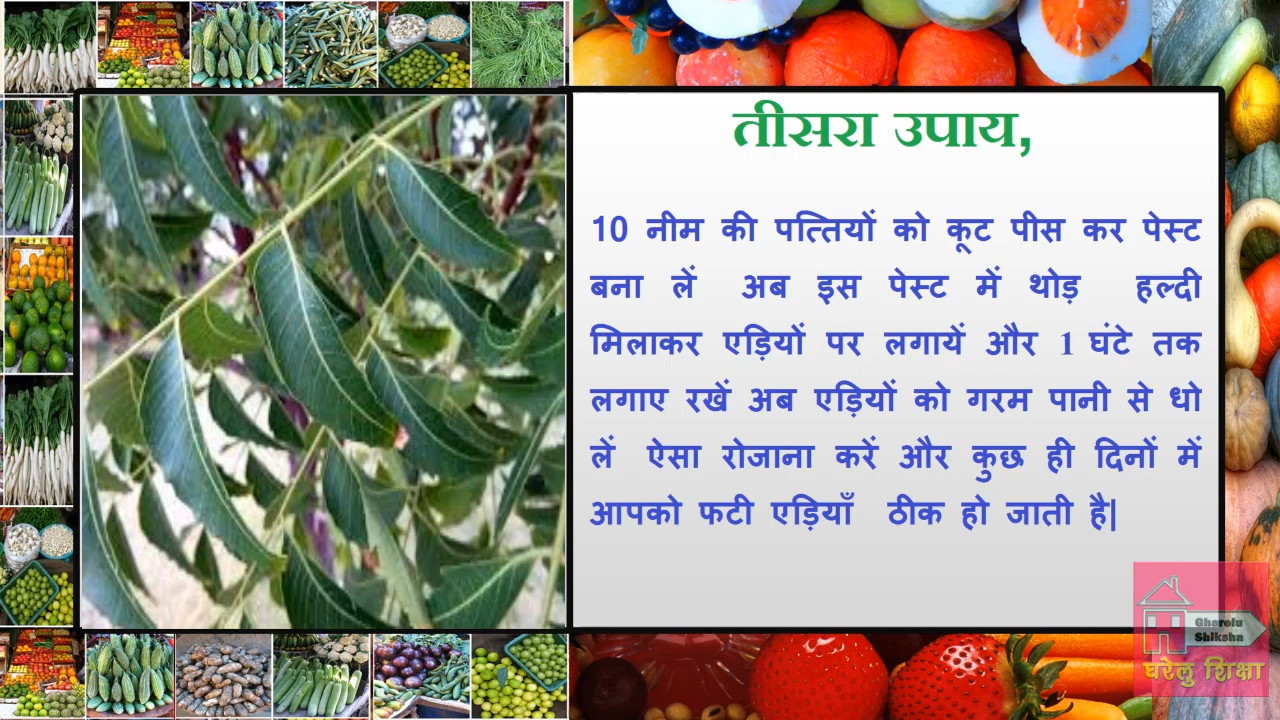 तीसरा उपाय,
10 नीम की पत्तियों को कूट पीस कर पेस्ट
बना लें अब इस पेस्ट में थोड़ हल्दी
मिलाकर एड़ियों पर लगायें और 1 घंटे तक
लगाए रखें अब एड़ियों को गरम पानी से धो
लें ऐसा रोजाना करें और कुछ ही दिनों में
आपको फटी एड़ियाँ ठीक हो जाती है|
Gharelu
Shiksha
घरेलु शिक्षा